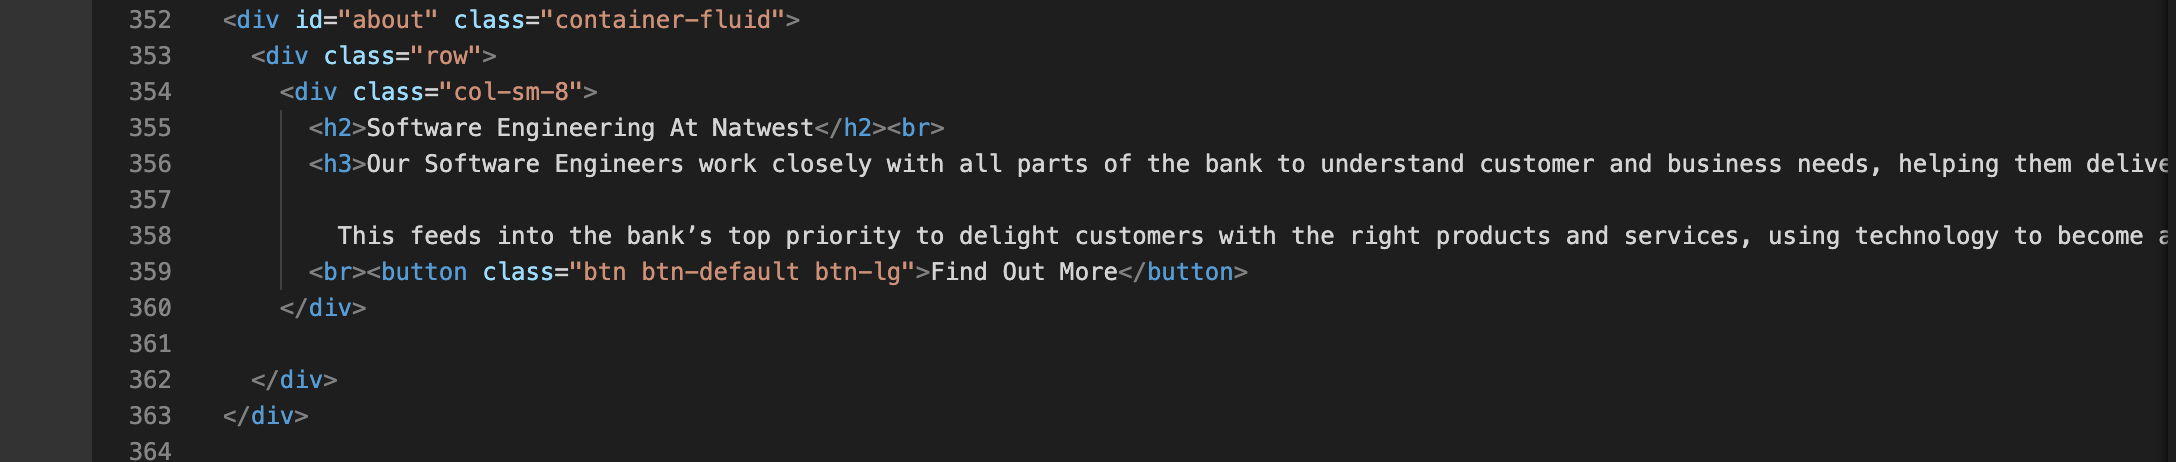 352 <div id="about" class="container-fluid">
353 <div class="row">
354 <div class="col-sm-8">
355 <h2>Software Engineering At Natwest</h2><br>
356 <h3>Our Software Engineers work closely with all parts of the bank to understand customer and business needs, helping them delive
357
358 This feeds into the bank’s top priority to delight customers with the right products and services, using technology to become a
359 <br><button class="btn btn-default btn-lg">Find Out More</button>
360 </div>
361
362 </div>
363 </div>
364